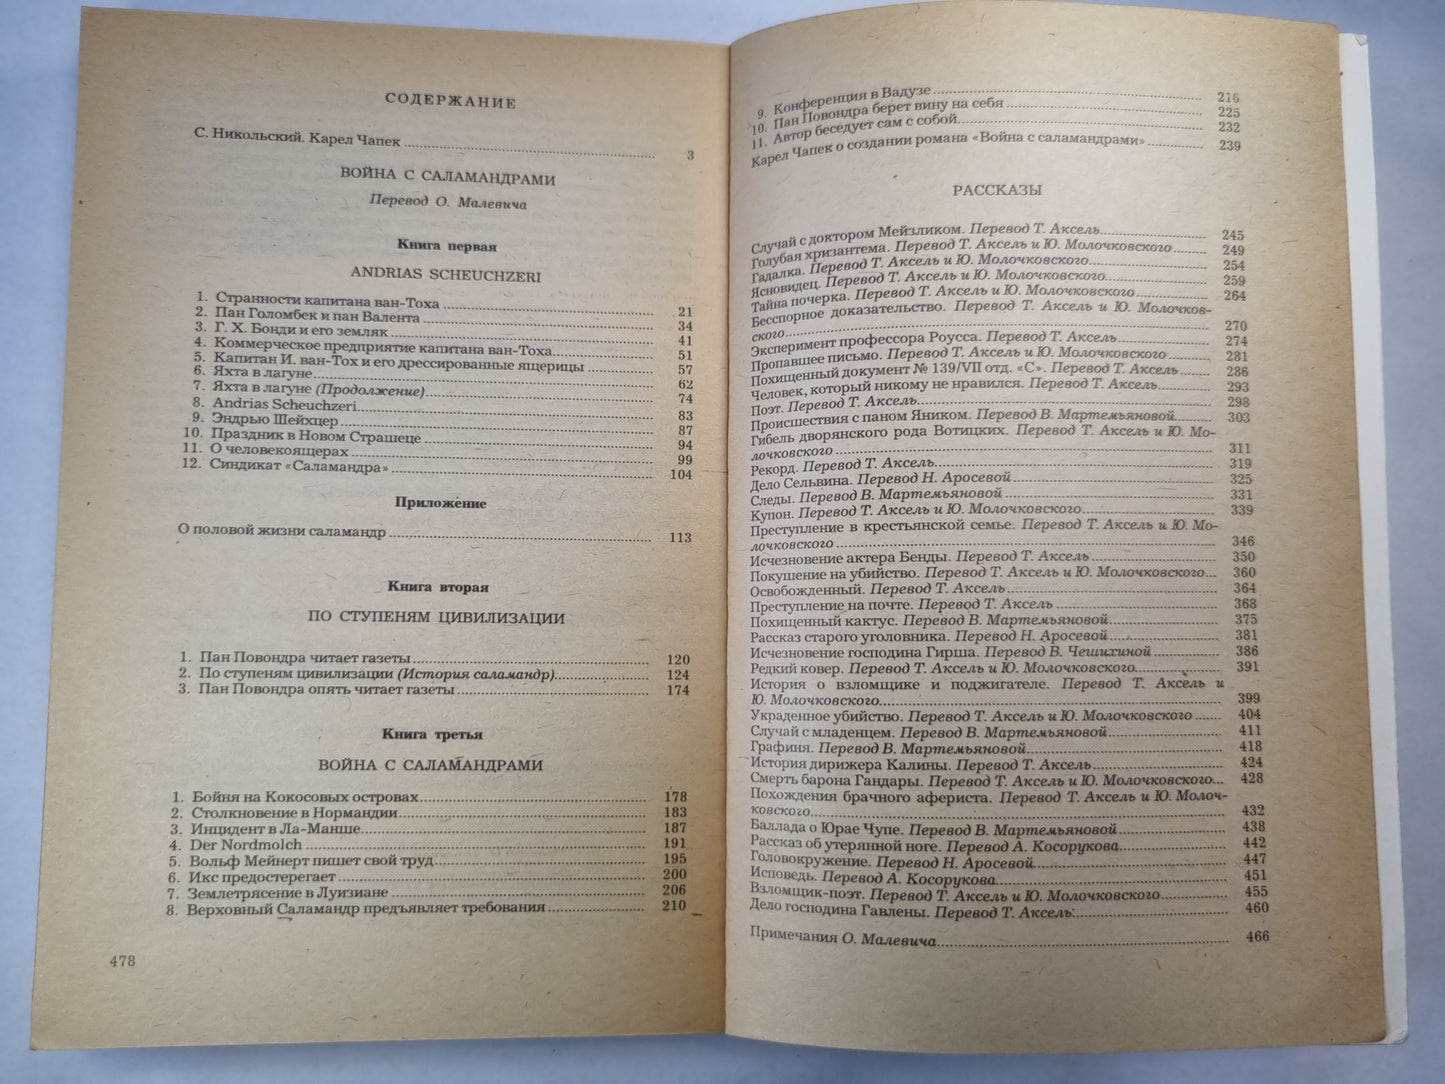 СОДЕРЖАНИЕ
С. Никольский. Карел Чапек 3
ВОЙНА С САЛАМАНДРАМИ
Перевод О. Малевича
Книга первая
ANDRIAS SCHEUCHZERI
1. Странности капитана ван-Тоха 21
2. Пан Голомбек и пан Валента 34
3. Г. Х. Бонди и его земляк 41
4. Коммерческое предприятие капитана ван-Тоха 51
5. Капитан И. ван-Тох и его дрессированные ящерицы 57
6. Яхта в лагуне 62
7. Яхта в лагуне (Продолжение) 74
8. Andrias Scheuchzeri 83
9. Эндрью Шейхцер 87
10. Праздник в Новом Страшеце 94
11. О человекоящерах 99
12. Синдикат «Саламандра» 104
Приложение
О половой жизни саламандр 113
Книга вторая
ПО СТУПЕНЯМ ЦИВИЛИЗАЦИИ
1. Пан Повондра читает газеты 120
2. По ступеням цивилизации (История саламандр) 124
3. Пан Повондра опять читает газеты 174
Книга третья
ВОЙНА С САЛАМАНДРАМИ
1. Бойня на Кокосовых островах 178
2. Столкновение в Нормандии 183
3. Инцидент в Ла-Манше 187
4. Der Nordmolch 191
5. Вольф Мейнерт пишет свой труд 195
6. Икс предостерегает 200
7. Землетрясение в Луизиане 206
8. Верховный Саламандр предъявляет требования 210
478
9. Конференция в Вадузе 216
10. Пан Повондра берет вину на себя 225
11. Автор беседует сам с собой 232
Карел Чапек о создании романа «Война с саламандрами» 239
РАССКАЗЫ
Случай с доктором Мейзликом. Перевод Т. Аксель 245
Голубая хризантема. Перевод Т. Аксель и Ю. Молочковского 249
Гадалка. Перевод Т. Аксель и Ю. Молочковского 254
Ясновидец. Перевод Т. Аксель и Ю. Молочковского 259
Тайна почерка. Перевод Т. Аксель и Ю. Молочковского 264
Бесспорное доказательство. Перевод Т. Аксель и Ю. Молочков-
ского 270
Эксперимент профессора Роусса. Перевод Т. Аксель 274
Пропавшее письмо. Перевод Т. Аксель и Ю. Молочковского 281
Похищенный документ № 139/VII отд. «С». Перевод Т. Аксель 286
Человек, который никому не нравился. Перевод Т. Аксель 293
Поэт. Перевод Т. Аксель 298
Происшествия с паном Яником. Перевод В. Мартемьяновой 303
Гибель дворянского рода Вотицких. Перевод Т. Аксель и Ю. Мо-
лочковского 311
Рекорд. Перевод Т. Аксель 319
Дело Сельвина. Перевод Н. Аросевой 325
Следы. Перевод В. Мартемьяновой 331
Купон. Перевод Т. Аксель и Ю. Молочковского 339
Преступление в крестьянской семье. Перевод Т. Аксель и Ю. Мо-
лочковского 346
Исчезновение актера Бенды. Перевод Т. Аксель 350
Покушение на убийство. Перевод Т. Аксель и Ю. Молочковского 360
Освобожденный. Перевод Т. Аксель 364
Преступление на почте. Перевод Т. Аксель 368
Похищенный кактус. Перевод В. Мартемьяновой 375
Рассказ старого уголовника. Перевод Н. Аросевой 381
Исчезновение господина Гирша. Перевод В. Чешихиной 386
Редкий ковер. Перевод Т. Аксель и Ю. Молочковского 391
История о взломщике и поджигателе. Перевод Т. Аксель и
Ю. Молочковского 399
Украденное убийство. Перевод Т. Аксель и Ю. Молочковского 404
Случай с младенцем. Перевод В. Мартемьяновой 411
Графиня. Перевод В. Мартемьяновой 418
История дирижера Калины. Перевод Т. Аксель 424
Смерть барона Гандары. Перевод Т. Аксель и Ю. Молочковского 428
Похождения брачного афериста. Перевод Т. Аксель и Ю. Молоч-
ковского 432
Баллада о Юрае Чупе. Перевод В. Мартемьяновой 438
Рассказ об утерянной ноге. Перевод А. Косорукова 442
Головокружение. Перевод Н. Аросевой 447
Исповедь. Перевод А. Косорукова 451
Взломщик-поэт. Перевод Т. Аксель и Ю. Молочковского 455
Дело господина Гавлены. Перевод Т. Аксель 460
Примечания О. Малевича 466